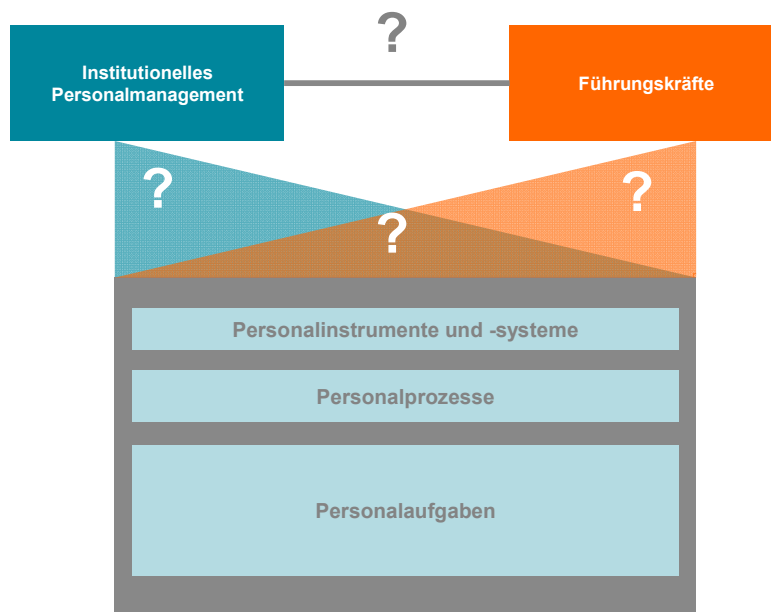 ?
Institutionelles
Personalmanagement
Führungskräfte
?
?
?
Personalinstrumente und -systeme
Personalprozesse
Personalaufgaben